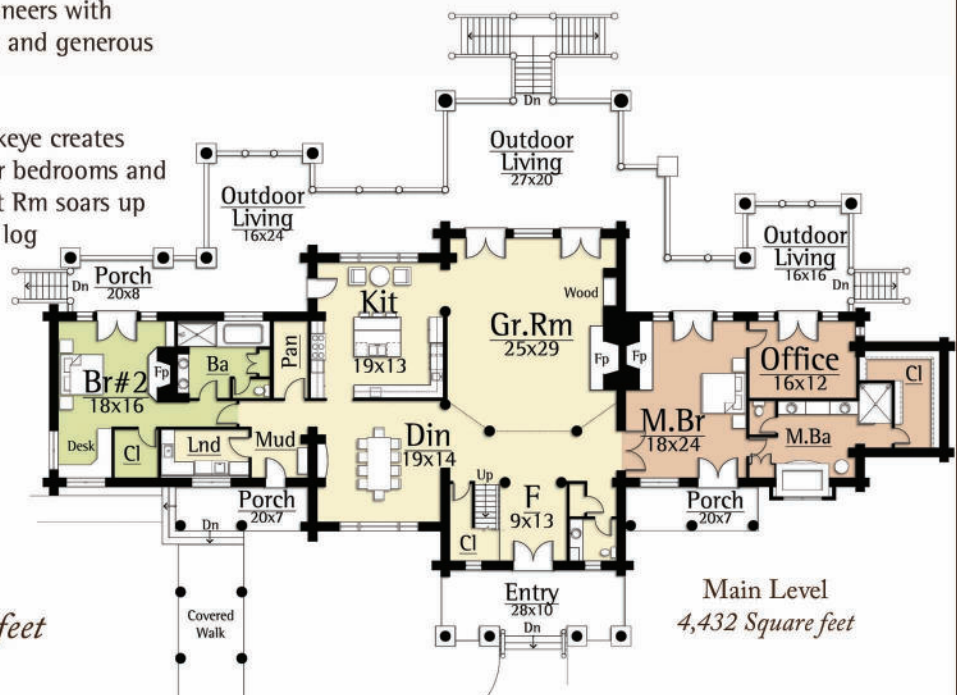 neers with
and generous
keye creates
r bedrooms and
t Rm soars up
log
feet
Dn
Outdoor
Living
27x20
Outdoor
Living
16x24
Outdoor
Living
16x16
Dn
Porch
20x8
Dn
Kit
19x13
Wood
Gr.Rm
25x29
Fp
Fp
Pan
Ba
Fp
Br#2
18x16
Desk
Cl
Lnd
Mud
Din
19x14
M.Br
18x24
Office
16x12
Cl
M.Ba
Up
F
9x13
Cl
Porch
20x7
Dn
Porch
20x7
Covered
Walk
Entry
28x10
Dn
Main Level
4,432 Square feet